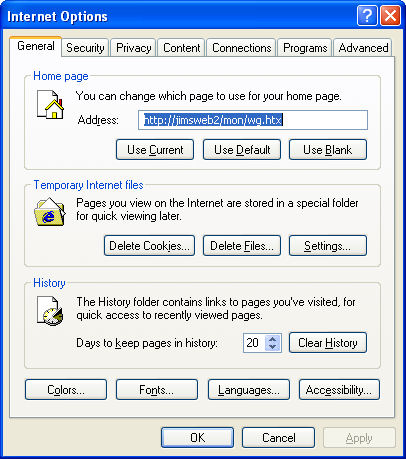 Internet Options
General Security Privacy Content Connections Programs Advanced
Home page
You can change which page to use for your home page.
Address: http://jimsweb2/mon/wg.htx
Use Current Use Default Use Blank
Temporary Internet files
Pages you view on the Internet are stored in a special folder
for quick viewing later.
Delete Cookies... Delete Files... Settings...
History
The History folder contains links to pages you've visited, for
quick access to recently viewed pages.
Days to keep pages in history: 20 Clear History
Colors... Fonts... Languages... Accessibility...
OK Cancel Apply